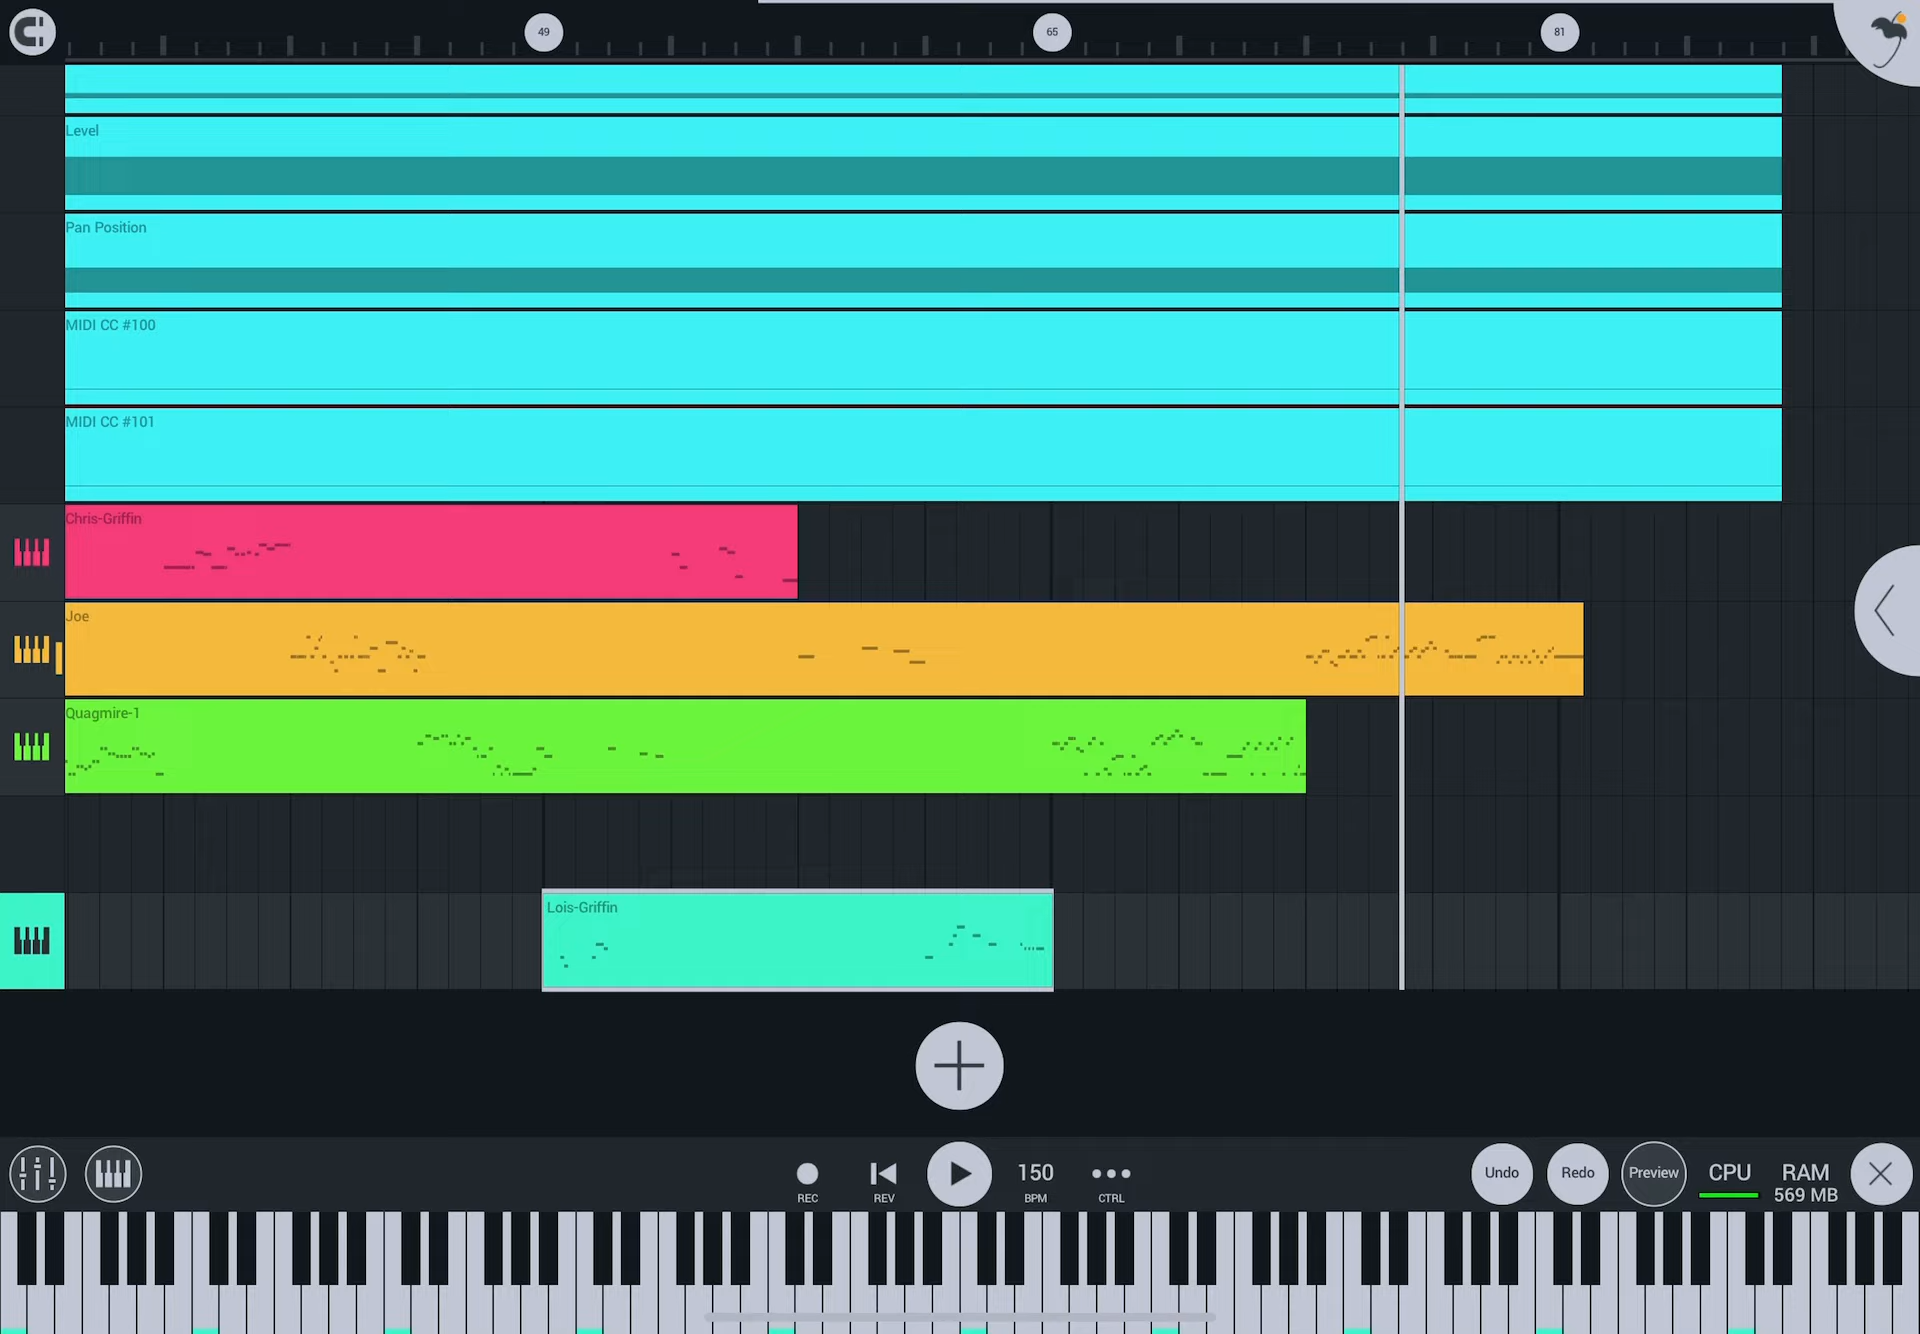 49
65
81
Level
Pan Position
MIDI CC #100
MIDI CC #101
Chris-Griffin
Joe
Quagmire-1
Lois-Griffin
REC
REV
150
BPM
CTRL
Undo
Redo
Preview
CPU
RAM
569 MB